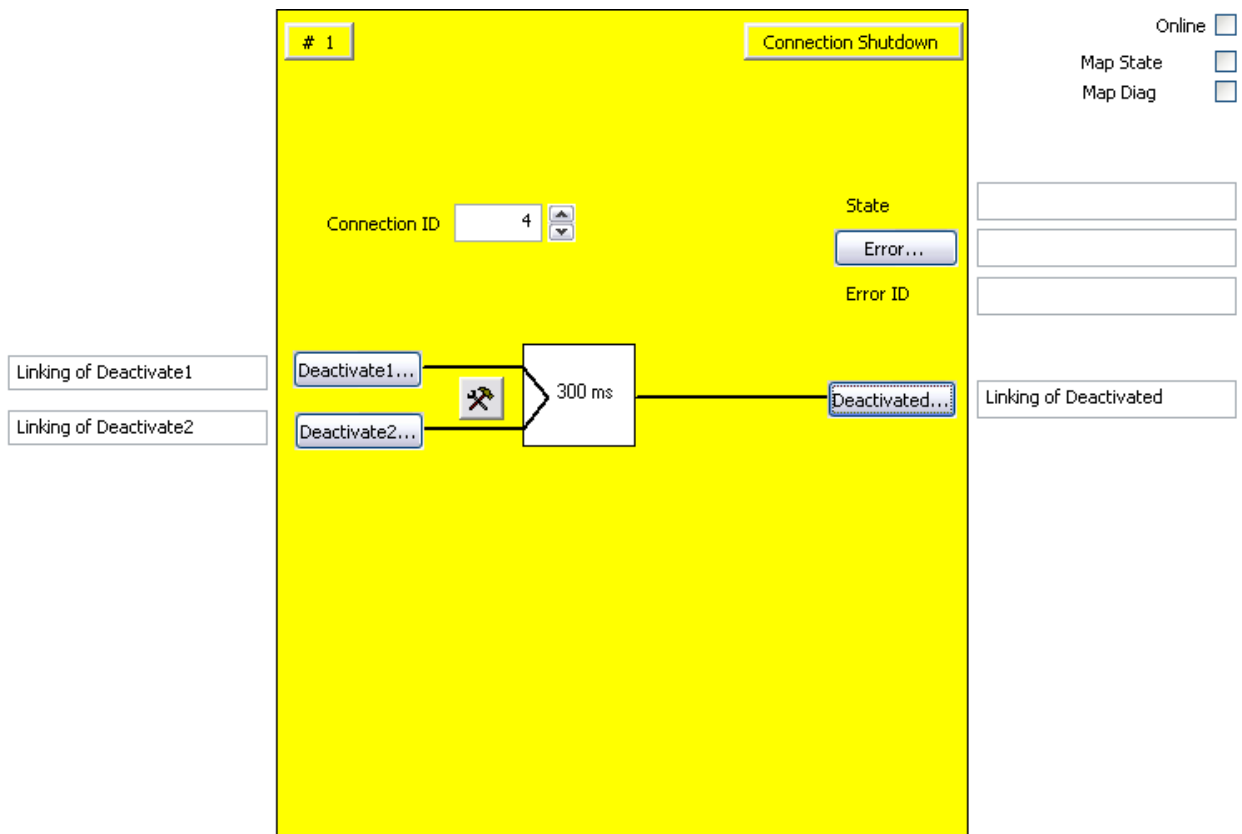 # 1
Connection Shutdown
Online
Map State
Map Diag
Connection ID
4
State
Error...
Error ID
Linking of Deactivate1
Deactivate1...
300 ms
Deactivated...
Linking of Deactivated
Linking of Deactivate2
Deactivate2...